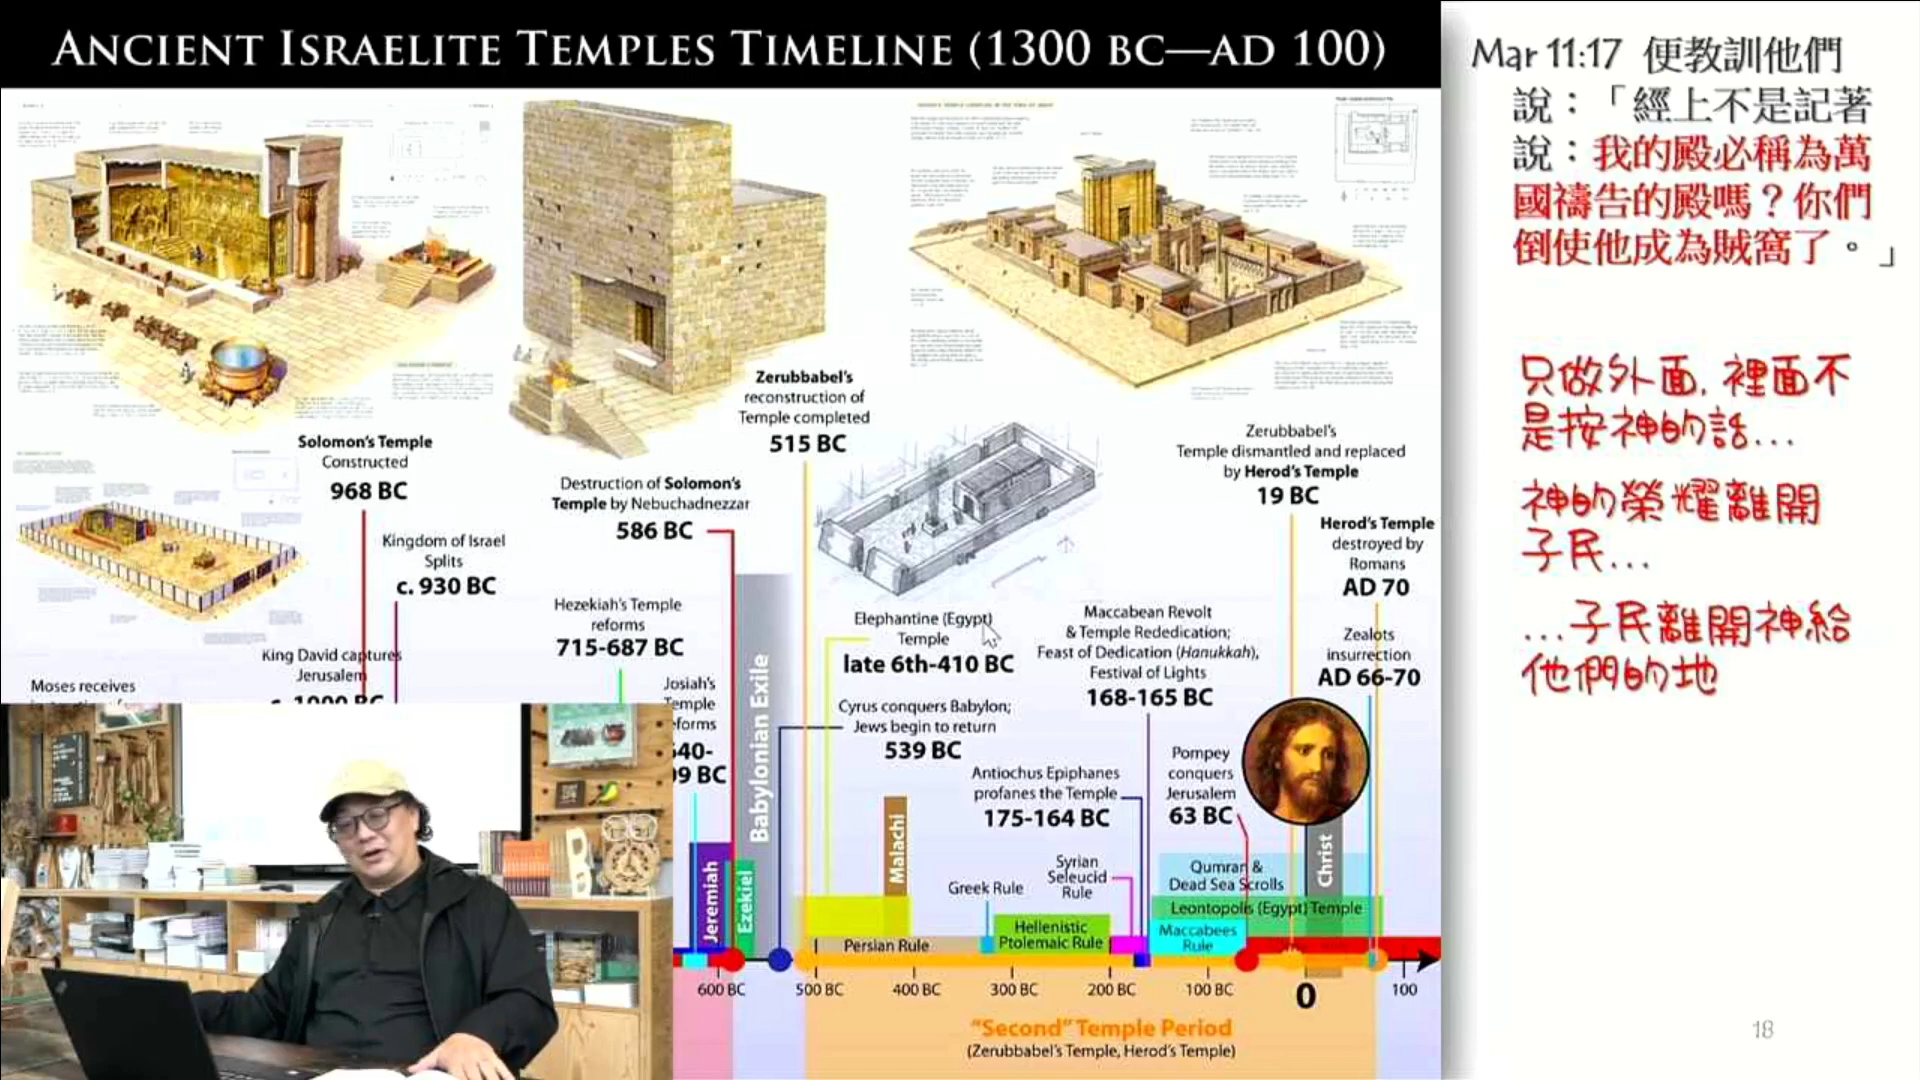 ANCIENT ISRAELITE TEMPLES TIMELINE (1300 BC—AD 100)
Solomon's Temple
Constructed
968 BC
Kingdom of Israel
Splits
c. 930 BC
King David captures
Jerusalem
c. 1000 BC
Moses receives
Destruction of Solomon's
Temple by Nebuchadnezzar
586 BC
Hezekiah's Temple
reforms
715-687 BC
Josiah's
Temple
Zerubbabel's
reconstruction of
Temple completed
515 BC
Elephantine (Egypt)
Temple
late 6th-410 BC
Cyrus conquers Babylon;
Jews begin to return
539 BC
Zerubbabel's
Temple dismantled and replaced
by Herod's Temple
19 BC
Herod's Temple
destroyed by
Romans
AD 70
Maccabean Revolt
& Temple Rededication;
Feast of Dedication (Hanukkah),
Festival of Lights
168-165 BC
Zealots
insurrection
AD 66-70
Antiochus Epiphanes
profanes the Temple
175-164 BC
Pompey
conquers
Jerusalem
63 BC
Babylonian Exile
Jeremiah
Ezekiel
Malachi
Christ
Greek Rule
Syrian
Seleucid
Rule
Qumran &
Dead Sea Scrolls
Leontopolis (Egypt) Temple
Persian Rule
Hellenistic
Ptolemaic Rule
Maccabees
Rule
600 BC
500 BC
400 BC
300 BC
200 BC
100 BC
0
100
"Second" Temple Period
(Zerubbabel's Temple, Herod's Temple)
Mar 11:17 便教訓他們
說：「經上不是記著
說：我的殿必稱為萬
國禱告的殿嗎？你們
倒使他成為賊窩了。」
只做外面, 裡面不
是按神的話...
神的榮耀離開
子民...
...子民離開神給
他們的地
18